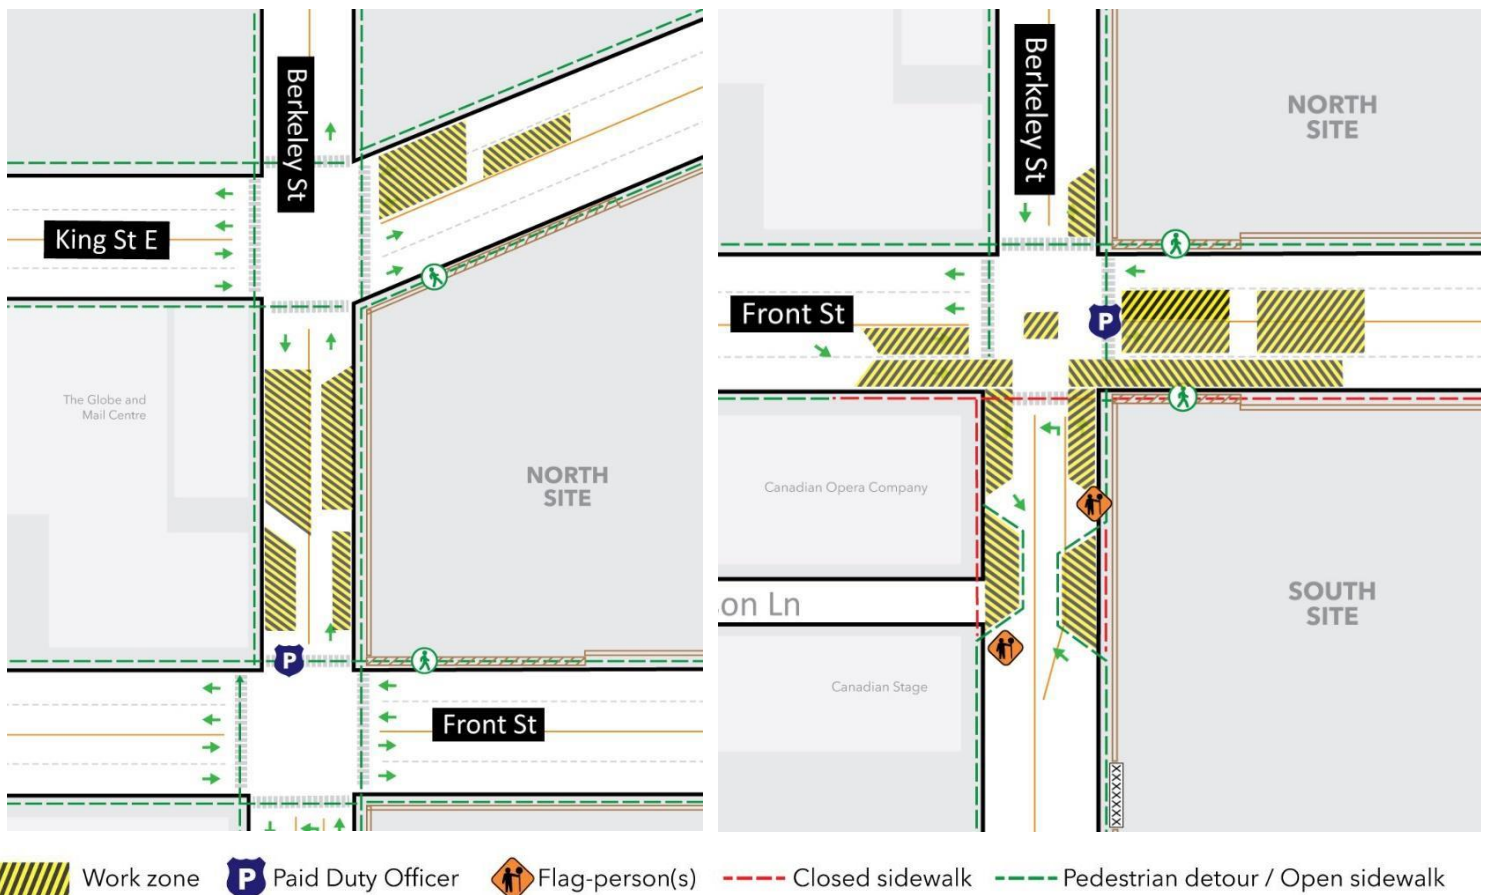 Berkeley St
King St E
The Globe and
Mail Centre
NORTH
SITE
P
Front St
Berkeley St
NORTH
SITE
Front St
P
Canadian Opera Company
on Ln
SOUTH
SITE
Canadian Stage
XXXXXXX
Work zone
P
Paid Duty Officer
Flag-person(s)
Closed sidewalk
Pedestrian detour / Open sidewalk